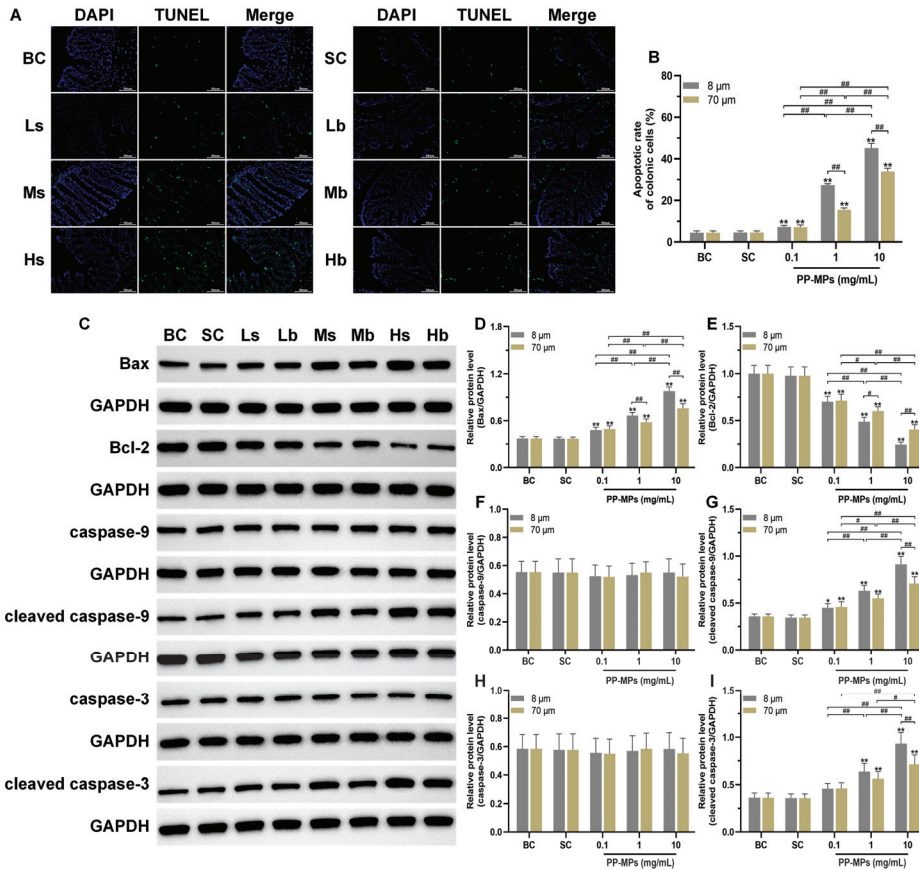 A
DAPI TUNEL Merge
DAPI TUNEL Merge
BC
SC
Ls
Lb
Ms
Mb
Hs
Hb
B
8 μm
70 μm
Apoptotic rate
of colonic cells (%)
80
60
40
20
0
##
##
##
##
##
##
##
##
##
** **
**
**
**
**
BC SC 0.1 1 10
PP-MPs (mg/mL)
C
BC SC Ls Lb Ms Mb Hs Hb
Bax
GAPDH
Bcl-2
GAPDH
caspase-9
GAPDH
cleaved caspase-9
GAPDH
caspase-3
GAPDH
cleaved caspase-3
GAPDH
D
8 μm
70 μm
Relative protein level
(Bax/GAPDH)
1.8
1.2
0.6
0.0
##
## ##
##
## ##
##
##
** **
**
**
**
**
BC SC 0.1 1 10
PP-MPs (mg/mL)
E
8 μm
70 μm
Relative protein level
(Bcl-2/GAPDH)
1.5
1.0
0.5
0.0
##
# ##
##
## ##
#
##
** **
**
**
**
**
BC SC 0.1 1 10
PP-MPs (mg/mL)
F
8 μm
70 μm
Relative protein level
(caspase-9/GAPDH)
1.0
0.8
0.6
0.4
0.2
0.0
BC SC 0.1 1 10
PP-MPs (mg/mL)
G
8 μm
70 μm
Relative protein level
(cleaved caspase-9/GAPDH)
1.5
1.0
0.5
0.0
##
# ##
##
## ##
##
* **
**
**
**
**
BC SC 0.1 1 10
PP-MPs (mg/mL)
H
8 μm
70 μm
Relative protein level
(caspase-3/GAPDH)
1.0
0.8
0.6
0.4
0.2
0.0
BC SC 0.1 1 10
PP-MPs (mg/mL)
I
8 μm
70 μm
Relative protein level
(cleaved caspase-3/GAPDH)
1.5
1.0
0.5
0.0
##
#
##
## ##
##
**
**
**
**
BC SC 0.1 1 10
PP-MPs (mg/mL)